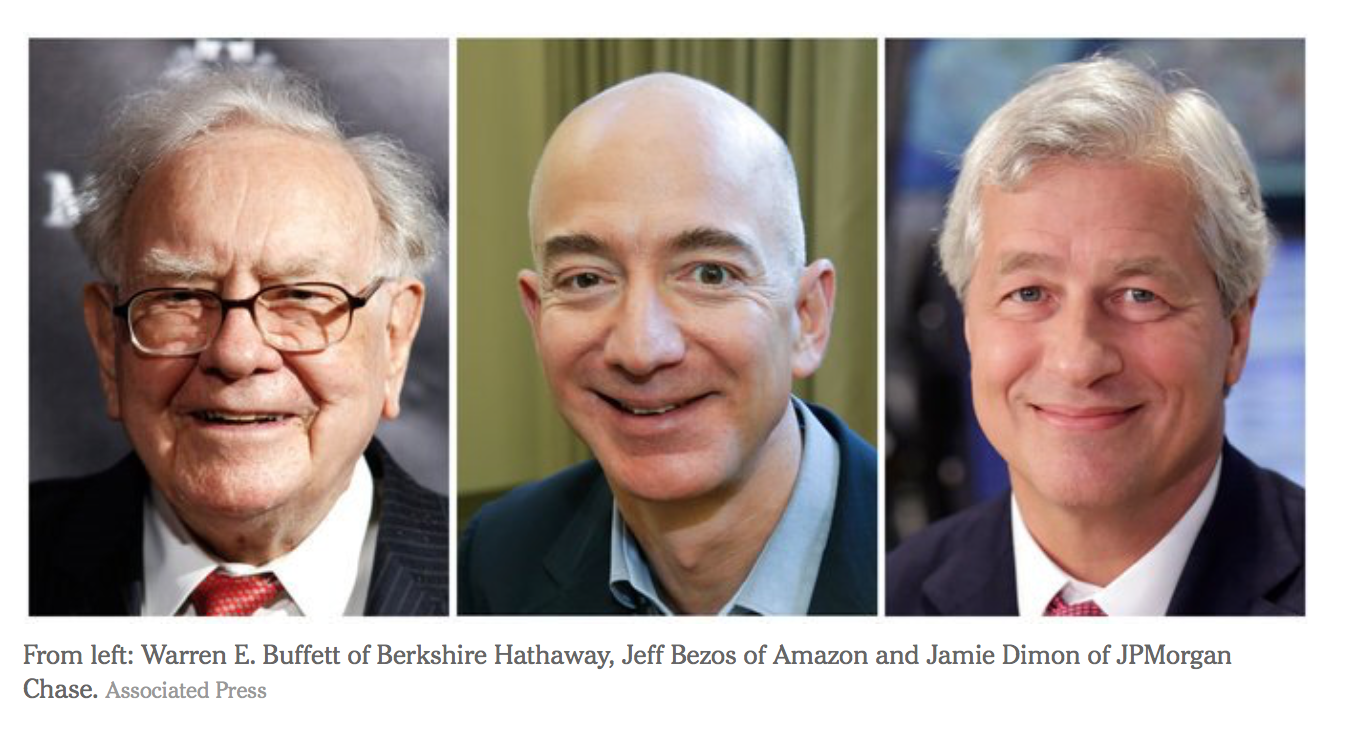 M
From left: Warren E. Buffett of Berkshire Hathaway, Jeff Bezos of Amazon and Jamie Dimon of JPMorgan
Chase. Associated Press